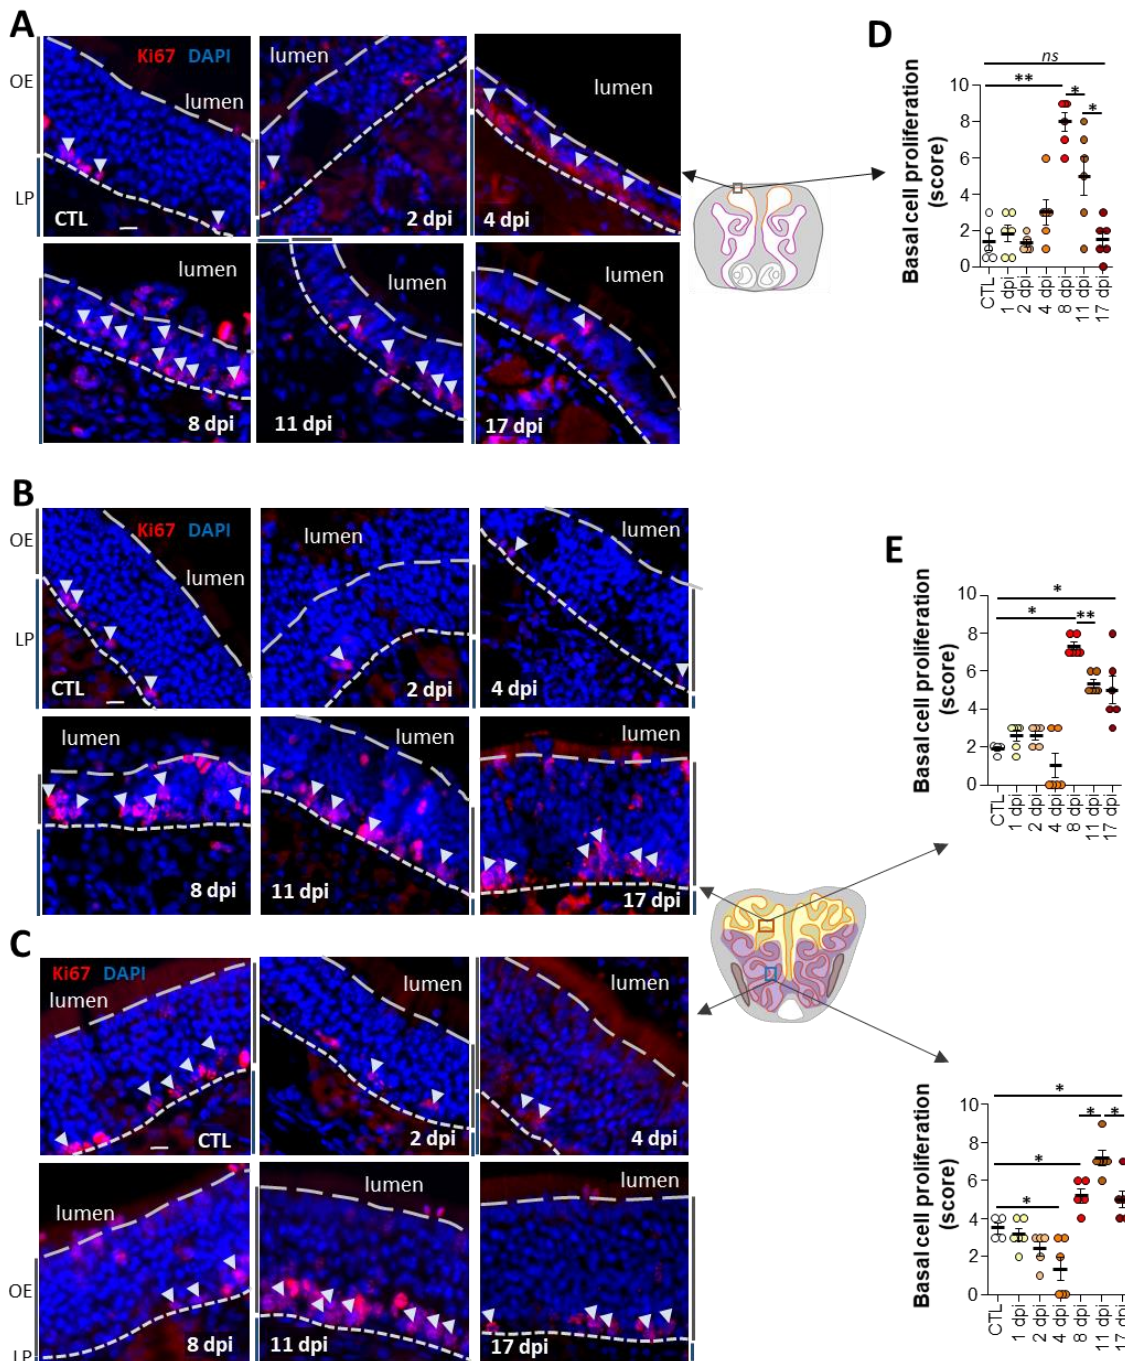 A
Ki67 DAPI
OE
LP
lumen
CTL
lumen
2 dpi
lumen
4 dpi
lumen
8 dpi
lumen
11 dpi
lumen
17 dpi
D
Basal cell proliferation
(score)
ns
**
*
*
10
8
6
4
2
0
CTL
1 dpi
2 dpi
4 dpi
8 dpi
11 dpi
17 dpi
B
Ki67 DAPI
OE
LP
lumen
CTL
lumen
2 dpi
lumen
4 dpi
lumen
8 dpi
lumen
11 dpi
lumen
17 dpi
E
Basal cell proliferation
(score)
*
*
**
10
8
6
4
2
0
CTL
1 dpi
2 dpi
4 dpi
8 dpi
11 dpi
17 dpi
C
Ki67 DAPI
lumen
CTL
lumen
2 dpi
lumen
4 dpi
OE
LP
lumen
8 dpi
lumen
11 dpi
lumen
17 dpi
Basal cell proliferation
(score)
*
*
*
*
*
10
8
6
4
2
0
CTL
1 dpi
2 dpi
4 dpi
8 dpi
11 dpi
17 dpi